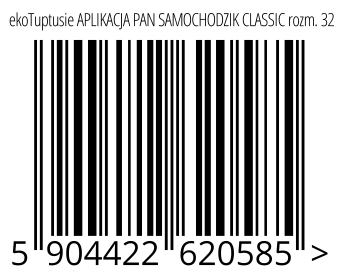 ekoTuptusie APLIKACJA PAN SAMOCHODZIK CLASSIC rozm. 32
5 904422 620585 >